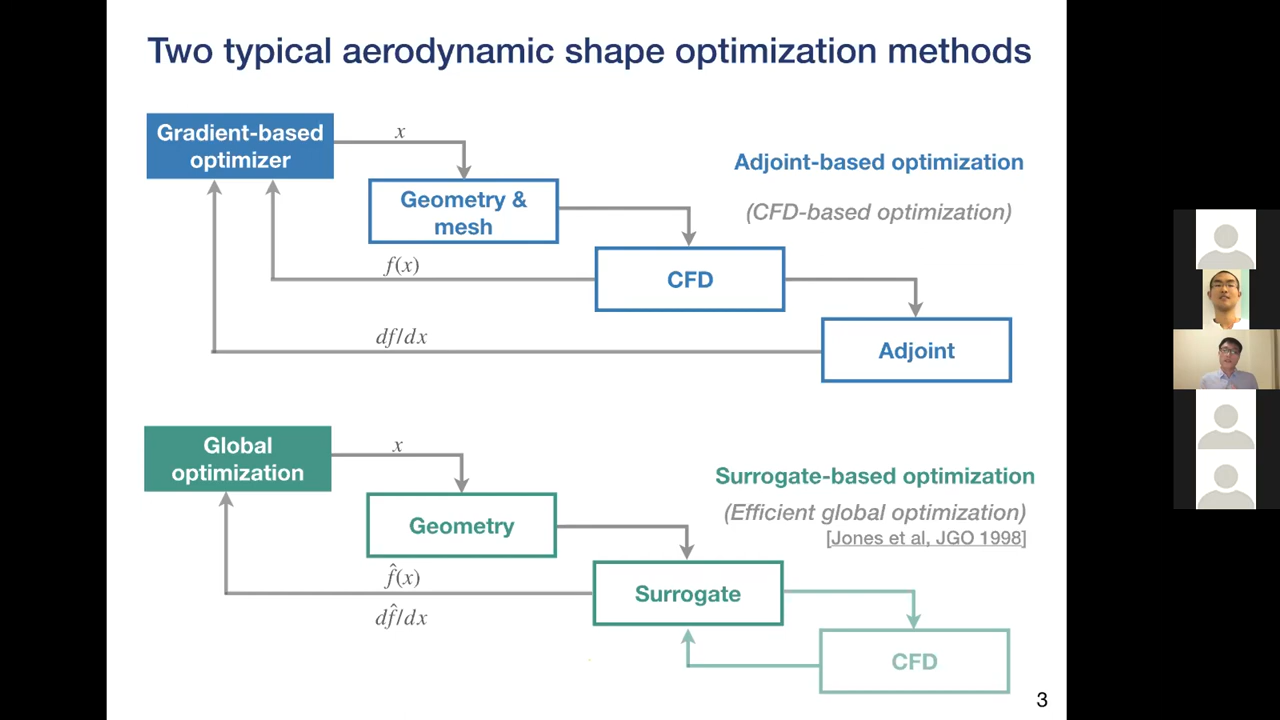 Two typical aerodynamic shape optimization methods
Gradient-based
optimizer
x
Geometry &
mesh
Adjoint-based optimization
(CFD-based optimization)
f(x)
CFD
df/dx
Adjoint
Global
optimization
x
Geometry
Surrogate-based optimization
(Efficient global optimization)
[Jones et al, JGO 1998]
f̂(x)
df̂/dx
Surrogate
CFD
3